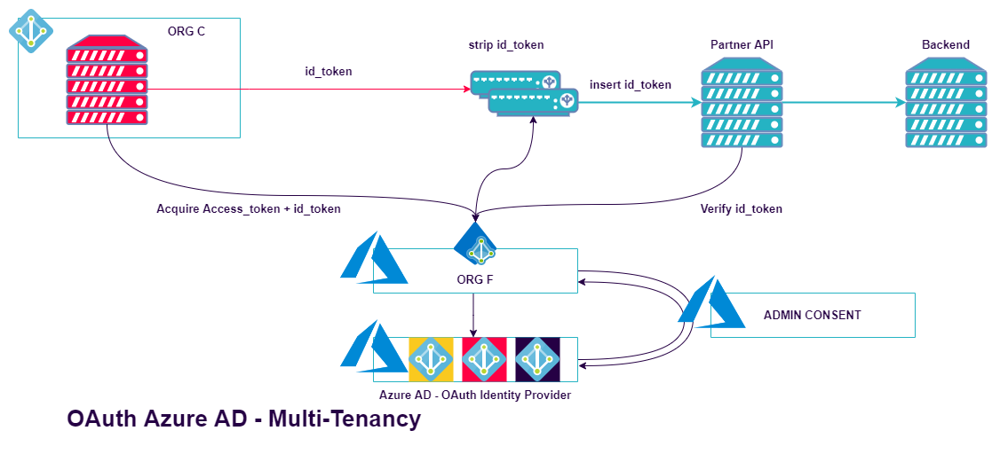 ORG C
strip id_token
Partner API
Backend
id_token
insert id_token
Acquire Access_token + id_token
Verify id_token
ORG F
ADMIN CONSENT
Azure AD - OAuth Identity Provider
OAuth Azure AD - Multi-Tenancy